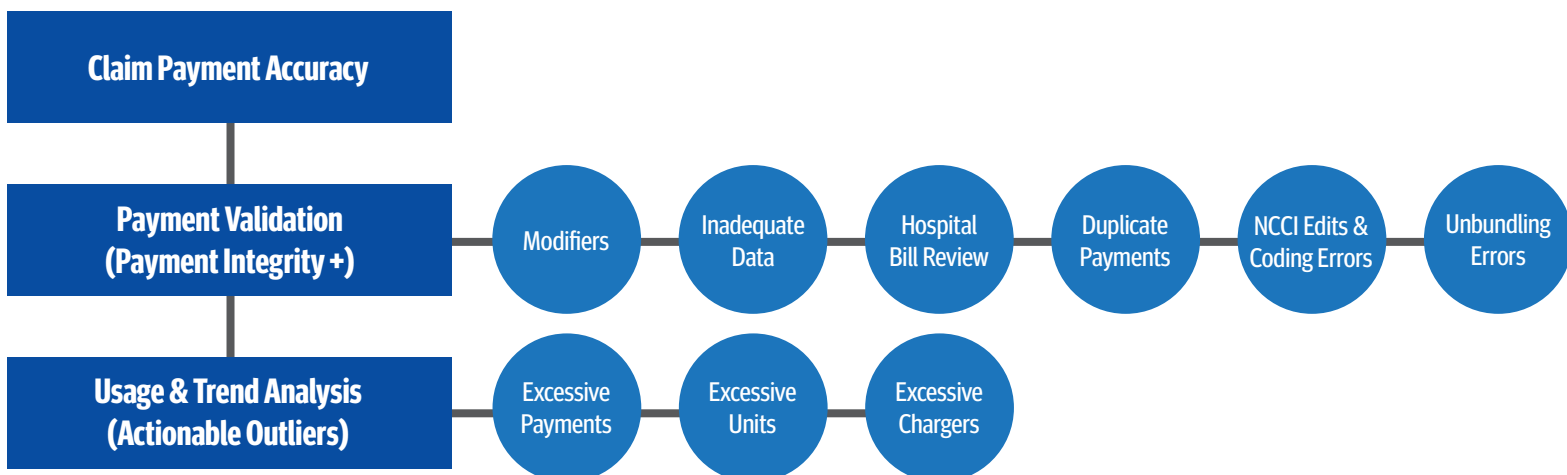 Claim Payment Accuracy
Payment Validation
(Payment Integrity +)
Modifiers
Inadequate
Data
Hospital
Bill Review
Duplicate
Payments
NCCI Edits &
Coding Errors
Unbundling
Errors
Usage & Trend Analysis
(Actionable Outliers)
Excessive
Payments
Excessive
Units
Excessive
Chargers